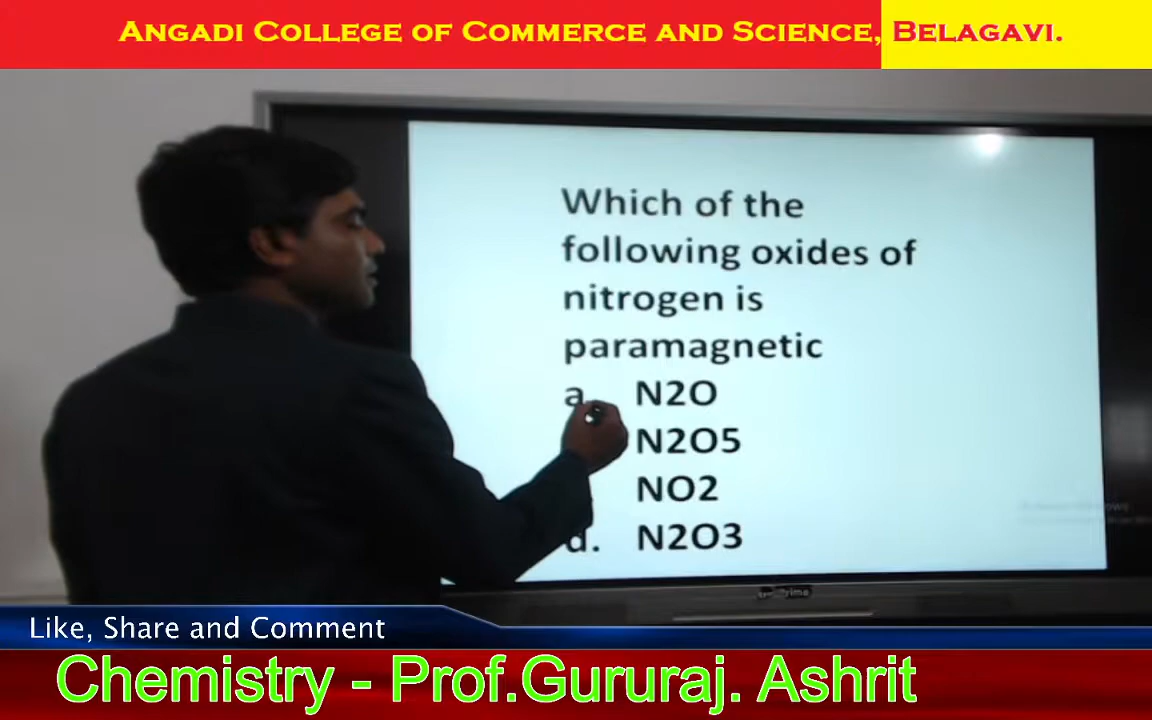 Angadi College of Commerce and Science, Belagavi.
Which of the
following oxides of
nitrogen is
paramagnetic
a. N2O
N2O5
NO2
d. N2O3
Like, Share and Comment
Chemistry - Prof.Gururaj. Ashrit